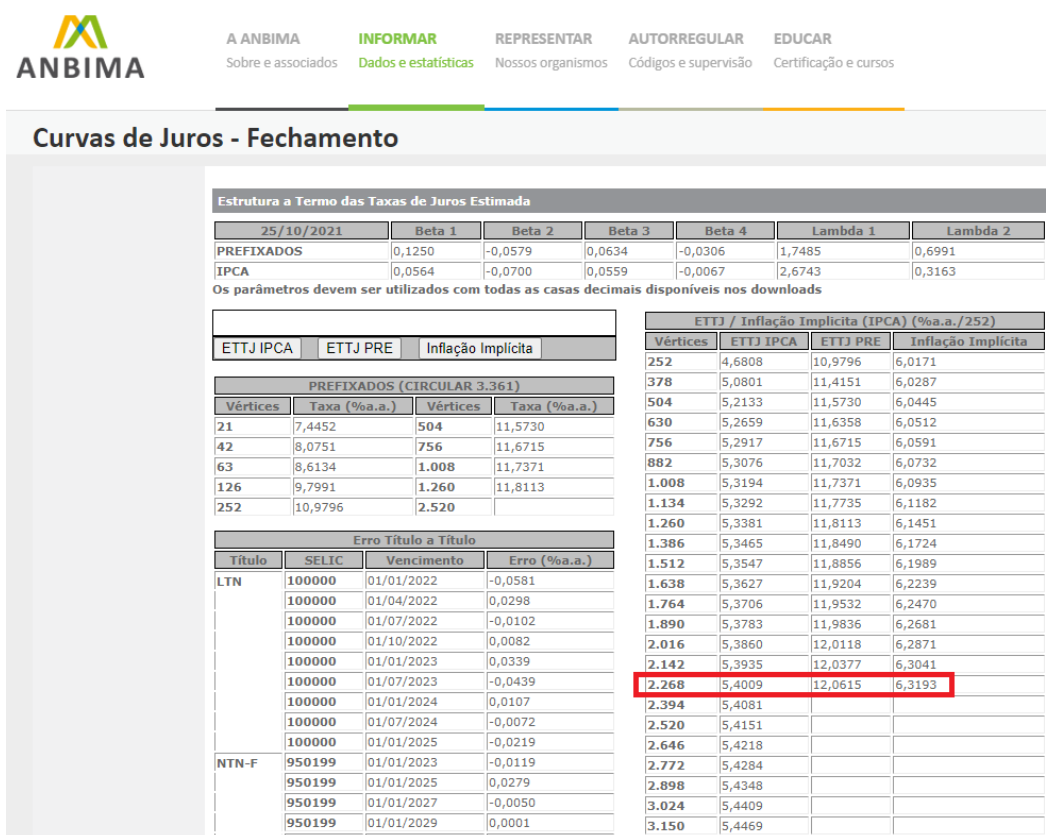 ANBIMA
A ANBIMA INFORMAR REPRESENTAR AUTORREGULAR EDUCAR
Sobre e associados Dados e estatísticas Nossos organismos Códigos e supervisão Certificação e cursos
Curvas de Juros - Fechamento
Estrutura a Termo das Taxas de Juros Estimada
25/10/2021 Beta 1 Beta 2 Beta 3 Beta 4 Lambda 1 Lambda 2
PREFIXADOS 0,1250 -0,0579 0,0634 -0,0306 1,7485 0,6991
IPCA 0,0564 -0,0700 0,0559 -0,0067 2,6743 0,3163
Os parâmetros devem ser utilizados com todas as casas decimais disponíveis nos downloads
ETTJ IPCA ETTJ PRE Inflação Implícita
PREFIXADOS (CIRCULAR 3.361)
Vértices Taxa (%a.a.) Vértices Taxa (%a.a.)
21 7,4452 504 11,5730
42 8,0751 756 11,6715
63 8,6134 1.008 11,7371
126 9,7991 1.260 11,8113
252 10,9796 2.520
Erro Título a Título
Título SELIC Vencimento Erro (%a.a.)
LTN 100000 01/01/2022 -0,0581
100000 01/04/2022 0,0298
100000 01/07/2022 -0,0102
100000 01/10/2022 0,0082
100000 01/01/2023 0,0339
100000 01/07/2023 -0,0439
100000 01/01/2024 0,0107
100000 01/07/2024 -0,0072
100000 01/01/2025 -0,0219
NTN-F 950199 01/01/2023 -0,0119
950199 01/01/2025 0,0279
950199 01/01/2027 -0,0050
950199 01/01/2029 0,0001
ETTJ / Inflação Implicita (IPCA) (%a.a./252)
Vértices ETTJ IPCA ETTJ PRE Inflação Implícita
252 4,6808 10,9796 6,0171
378 5,0801 11,4151 6,0287
504 5,2133 11,5730 6,0445
630 5,2659 11,6358 6,0512
756 5,2917 11,6715 6,0591
882 5,3076 11,7032 6,0732
1.008 5,3194 11,7371 6,0935
1.134 5,3292 11,7735 6,1182
1.260 5,3381 11,8113 6,1451
1.386 5,3465 11,8490 6,1724
1.512 5,3547 11,8856 6,1989
1.638 5,3627 11,9204 6,2239
1.764 5,3706 11,9532 6,2470
1.890 5,3783 11,9836 6,2681
2.016 5,3860 12,0118 6,2871
2.142 5,3935 12,0377 6,3041
2.268 5,4009 12,0615 6,3193
2.394 5,4081
2.520 5,4151
2.646 5,4218
2.772 5,4284
2.898 5,4348
3.024 5,4409
3.150 5,4469